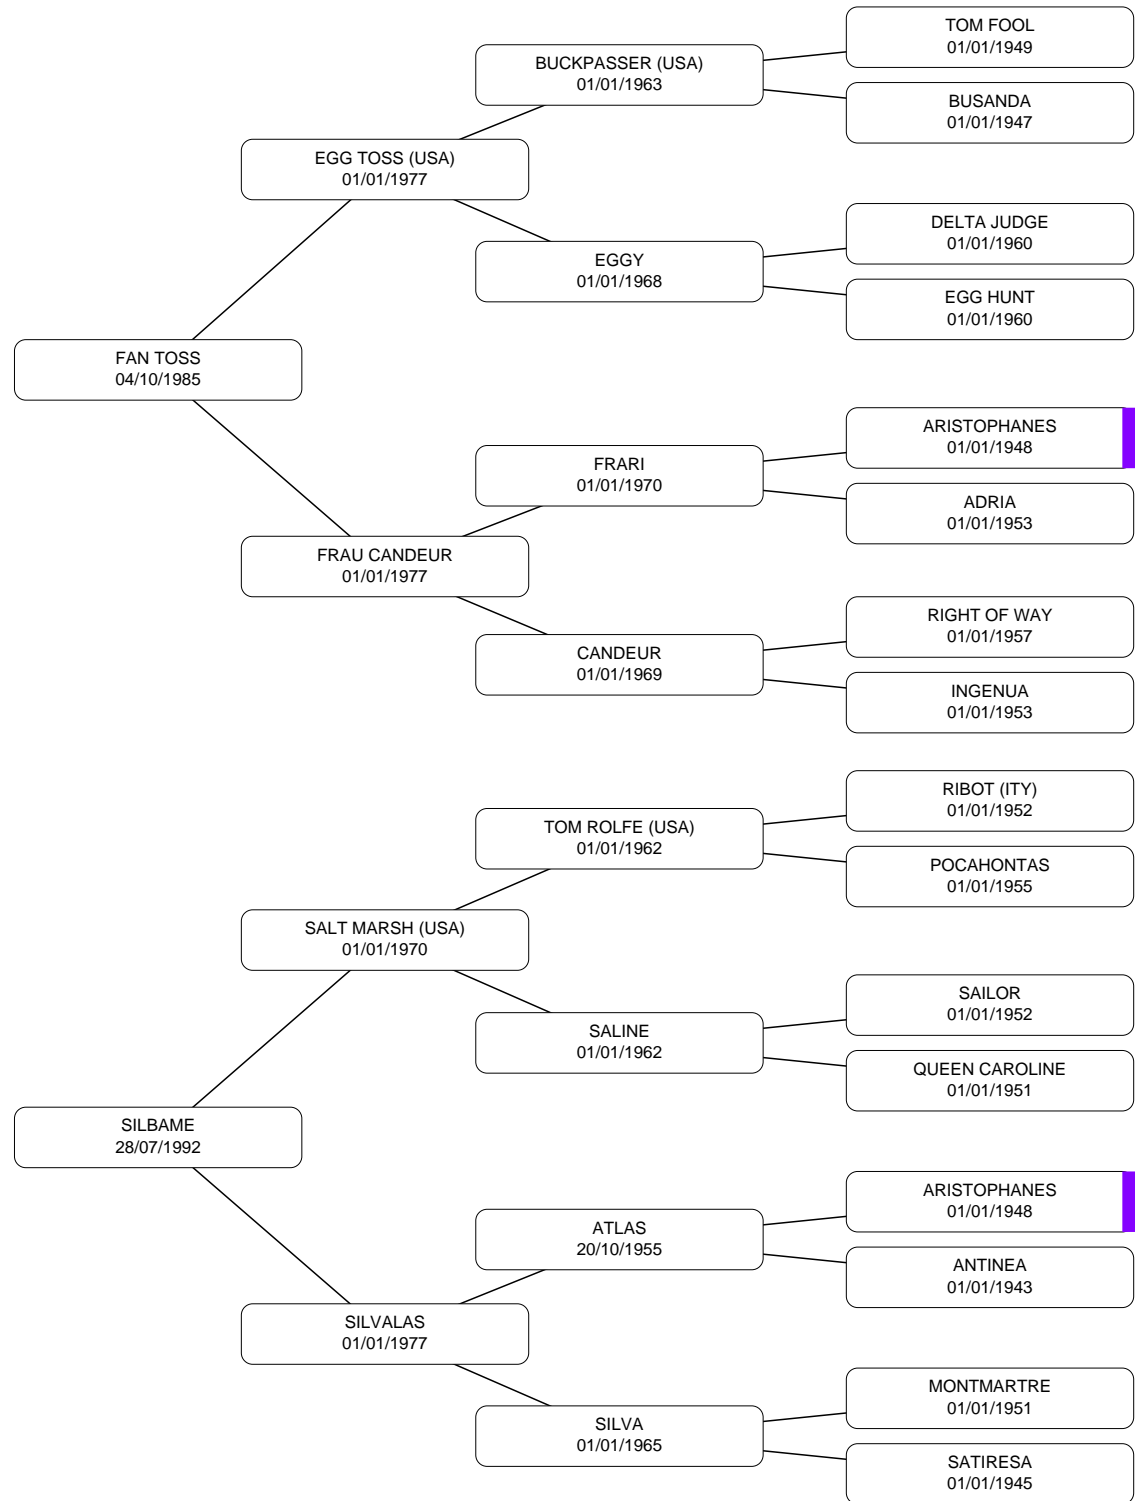 TOM FOOL
01/01/1949
BUCKPASSER (USA)
01/01/1963
BUSANDA
01/01/1947
EGG TOSS (USA)
01/01/1977
DELTA JUDGE
01/01/1960
EGGY
01/01/1968
EGG HUNT
01/01/1960
FAN TOSS
04/10/1985
ARISTOPHANES
01/01/1948
FRARI
01/01/1970
ADRIA
01/01/1953
FRAU CANDEUR
01/01/1977
RIGHT OF WAY
01/01/1957
CANDEUR
01/01/1969
INGENUA
01/01/1953
RIBOT (ITY)
01/01/1952
TOM ROLFE (USA)
01/01/1962
POCAHONTAS
01/01/1955
SALT MARSH (USA)
01/01/1970
SAILOR
01/01/1952
SALINE
01/01/1962
QUEEN CAROLINE
01/01/1951
SILBAME
28/07/1992
ARISTOPHANES
01/01/1948
ATLAS
20/10/1955
ANTINEA
01/01/1943
SILVALAS
01/01/1977
MONTMARTRE
01/01/1951
SILVA
01/01/1965
SATIRESA
01/01/1945